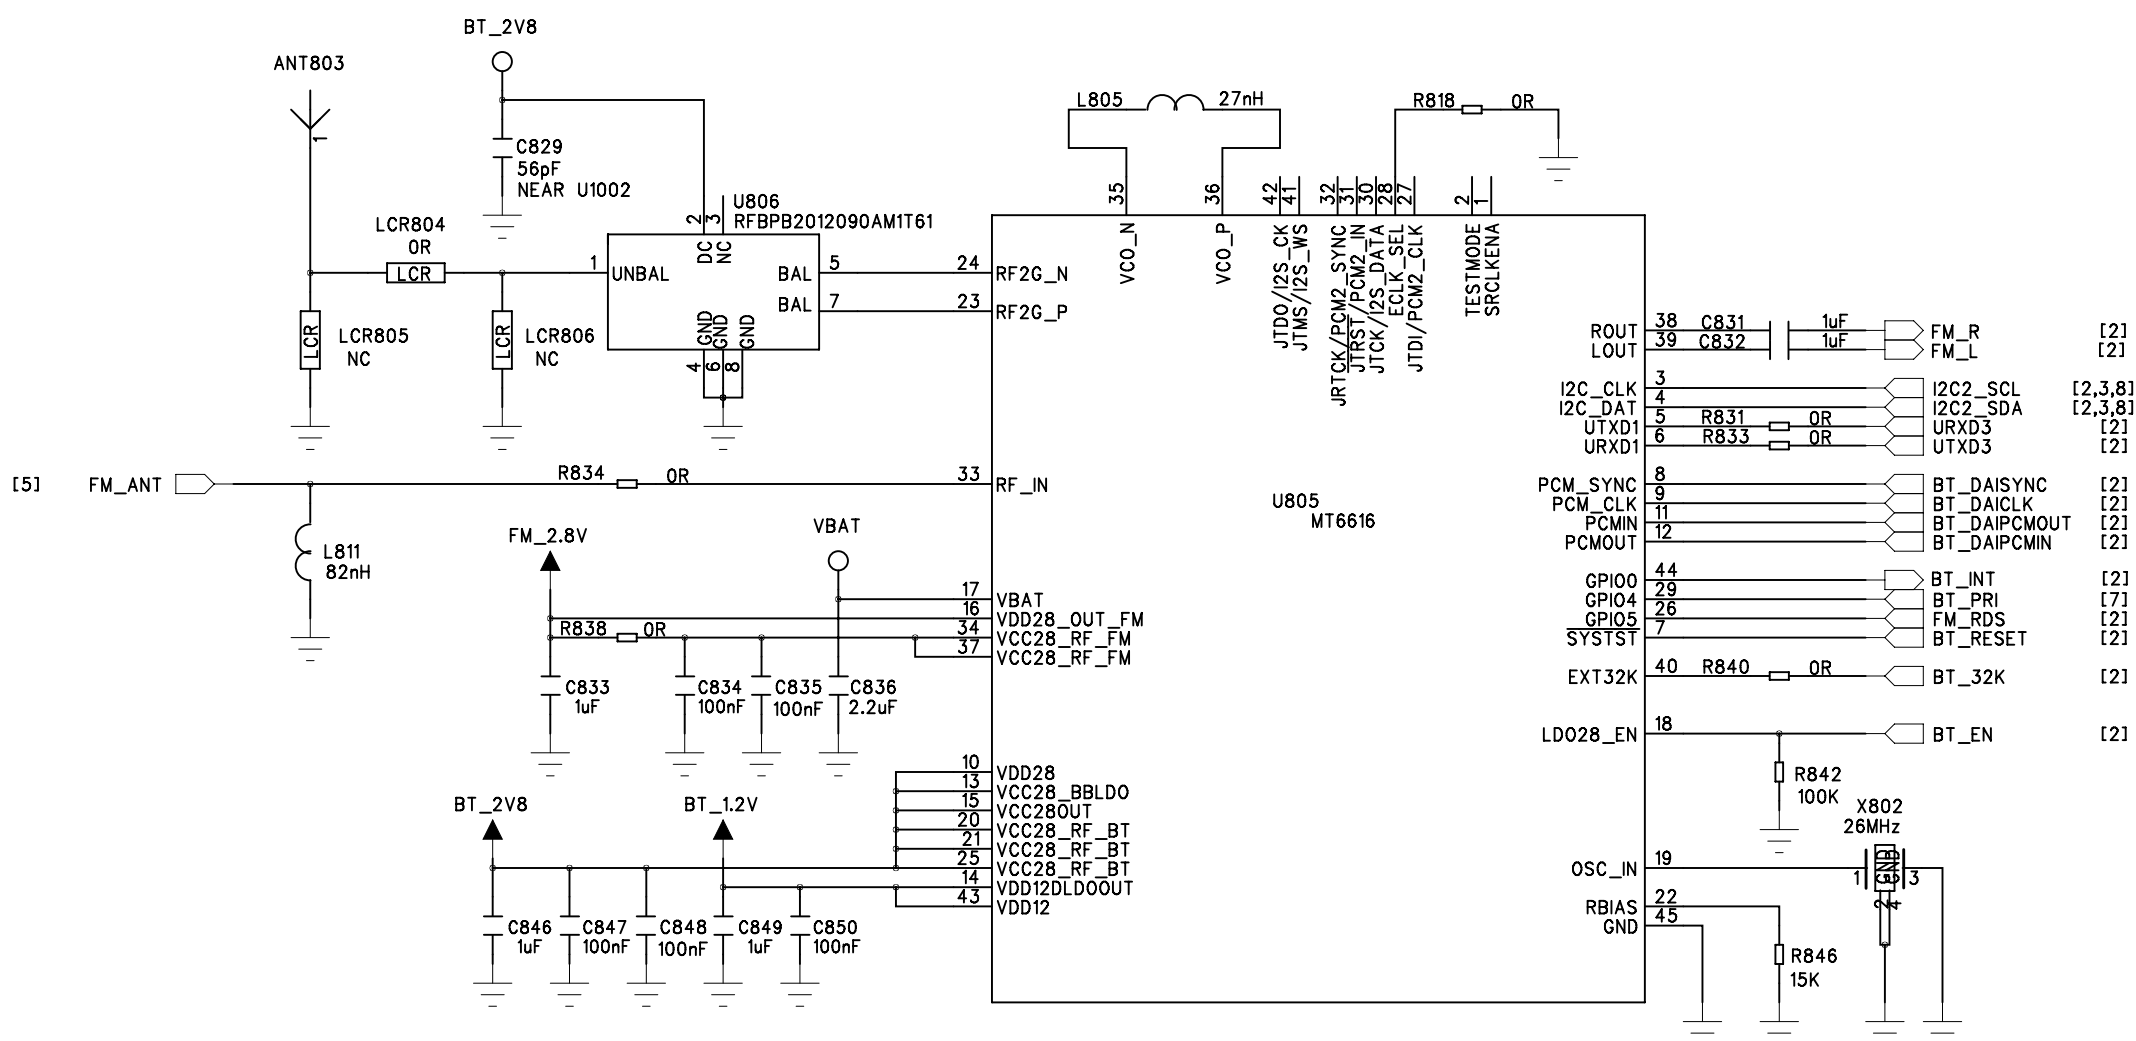 BT_2V8
ANT803
1
C829
56pF
NEAR U1002
U806
RFBPB2012090AM1T61
2
3
DC
NC
LCR804
0R
LCR
1
UNBAL
BAL
5
BAL
7
GND
GND
GND
4
6
8
LCR
LCR805
NC
LCR
LCR806
NC
24
RF2G_N
23
RF2G_P
L805
27nH
R818
0R
35
36
42
41
32
31
30
28
27
2
1
VCO_N
VCO_P
JTDO/I2S_CK
JTMS/I2S_WS
JRTCK/PCM2_SYNC
JTRST/PCM2_IN
JTCK/I2S_DATA
ECLK_SEL
JTDI/PCM2_CLK
TESTMODE
SRCLKENA
ROUT 38 C831 1uF FM_R [2]
LOUT 39 C832 1uF FM_L [2]
I2C_CLK 3 I2C2_SCL [2,3,8]
I2C_DAT 4 I2C2_SDA [2,3,8]
UTXD1 5 R831 0R URXD3 [2]
URXD1 6 R833 0R UTXD3 [2]
[5] FM_ANT R834 0R 33 RF_IN
L811
82nH
U805
MT6616
PCM_SYNC 8 BT_DAISYNC [2]
PCM_CLK 9 BT_DAICLK [2]
PCMIN 11 BT_DAIPCMOUT [2]
PCMOUT 12 BT_DAIPCMIN [2]
GPIO0 44 BT_INT [2]
GPIO4 29 BT_PRI [7]
GPIO5 26 FM_RDS [2]
SYSTST 7 BT_RESET [2]
EXT32K 40 R840 0R BT_32K [2]
LDO28_EN 18 BT_EN [2]
R842
100K
FM_2.8V
VBAT
17 VBAT
16 VDD28_OUT_FM
R838 0R 34 VCC28_RF_FM
37 VCC28_RF_FM
C833
1uF
C834
100nF
C835
100nF
C836
2.2uF
10 VDD28
13 VCC28_BBLDO
15 VCC28OUT
20 VCC28_RF_BT
21 VCC28_RF_BT
25 VCC28_RF_BT
14 VDD12DLDOOUT
43 VDD12
BT_2V8
BT_1.2V
C846
1uF
C847
100nF
C848
100nF
C849
1uF
C850
100nF
X802
26MHz
OSC_IN 19
1
GND
GND
3
2
4
RBIAS 22
GND 45
R846
15K